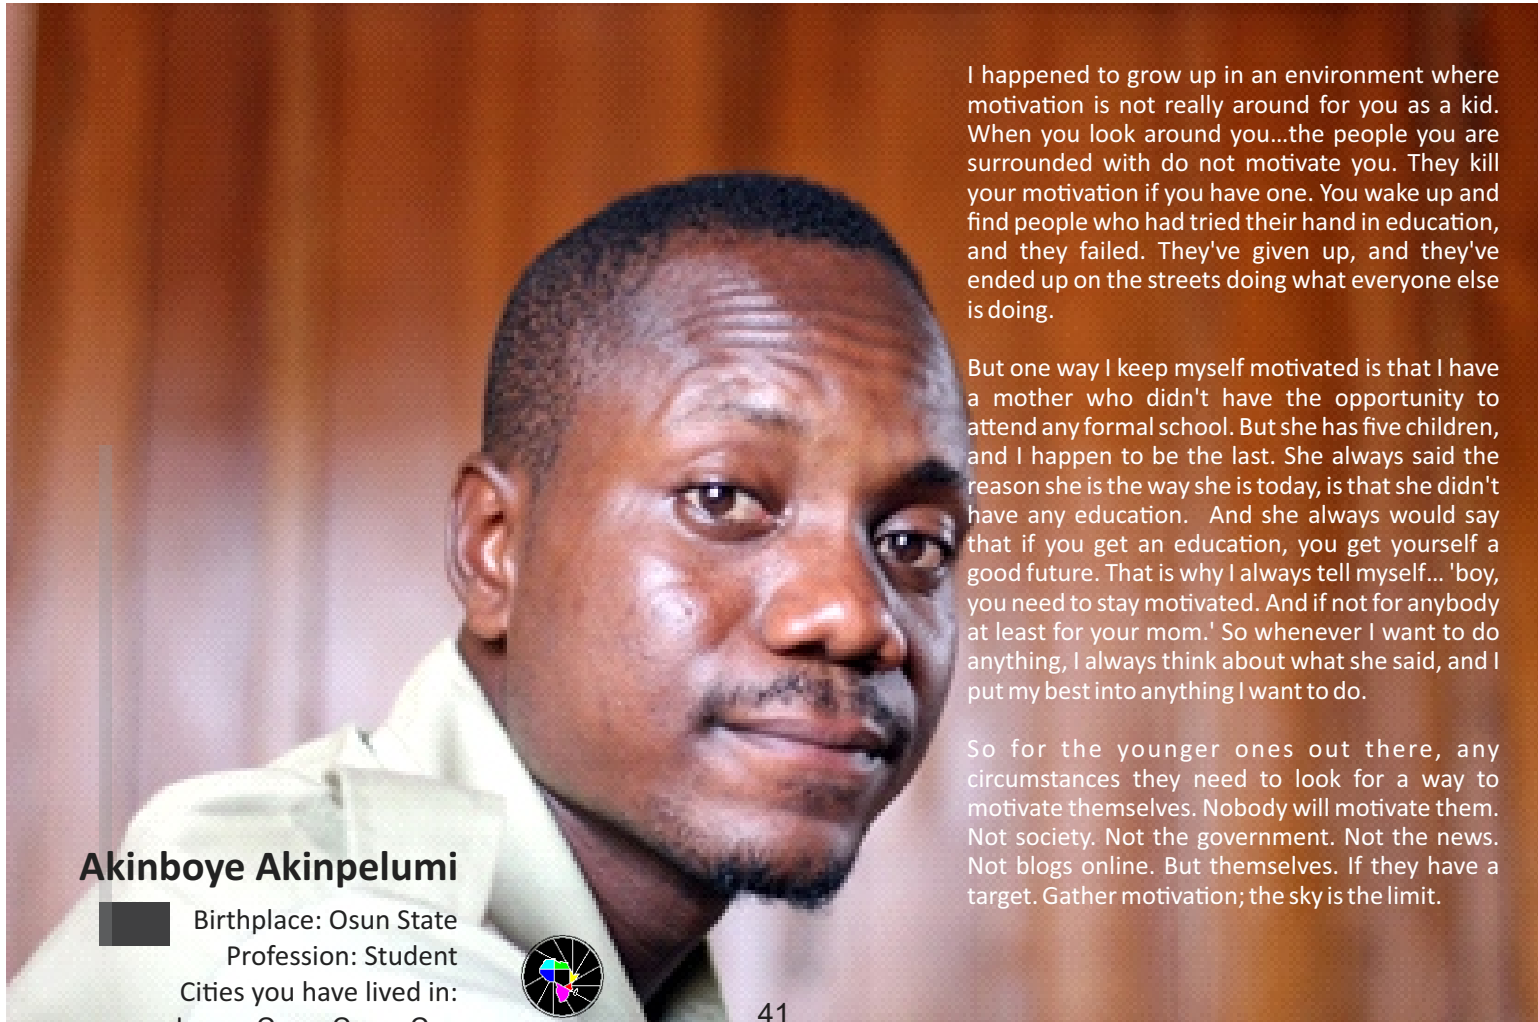 I happened to grow up in an environment where
motivation is not really around for you as a kid.
When you look around you...the people you are
surrounded with do not motivate you. They kill
your motivation if you have one. You wake up and
find people who had tried their hand in education,
and they failed. They've given up, and they've
ended up on the streets doing what everyone else
is doing.
But one way I keep myself motivated is that I have
a mother who didn't have the opportunity to
attend any formal school. But she has five children,
and I happen to be the last. She always said the
reason she is the way she is today, is that she didn't
have any education. And she always would say
that if you get an education, you get yourself a
good future. That is why I always tell myself... 'boy,
you need to stay motivated. And if not for anybody
at least for your mom.' So whenever I want to do
anything, I always think about what she said, and I
put my best into anything I want to do.
So for the younger ones out there, any
circumstances they need to look for a way to
motivate themselves. Nobody will motivate them.
Not society. Not the government. Not the news.
Not blogs online. But themselves. If they have a
target. Gather motivation; the sky is the limit.
Akinboye Akinpelumi
Birthplace: Osun State
Profession: Student
Cities you have lived in:
41